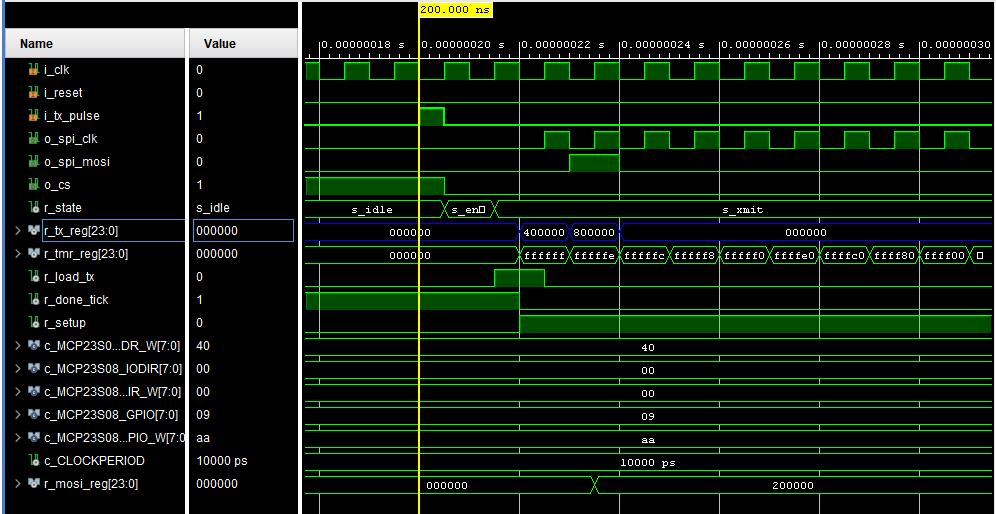 200.000 ns
Name Value
0.00000018 s 0.00000020 s 0.00000022 s 0.00000024 s 0.00000026 s 0.00000028 s 0.00000030
i_clk 0
i_reset 0
i_tx_pulse 1
o_spi_clk 0
o_spi_mosi 0
o_cs 1
r_state s_idle s_idle s_en s_xmit
r_tx_reg[23:0] 000000 000000 400000 800000 000000
r_tmr_reg[23:0] 000000 000000 ffffff fffffe fffffc fffff8 fffff0 ffffe0 ffffc0 ffff80 ffff00
r_load_tx 0
r_done_tick 1
r_setup 0
c_MCP23S0...DR_W[7:0] 40 40
c_MCP23S08_IODIR[7:0] 00 00
c_MCP23S08...IR_W[7:0] 00 00
c_MCP23S08_GPIO[7:0] 09 09
c_MCP23S08...PIO_W[7:0] aa aa
c_CLOCKPERIOD 10000 ps 10000 ps
r_mosi_reg[23:0] 000000 000000 200000